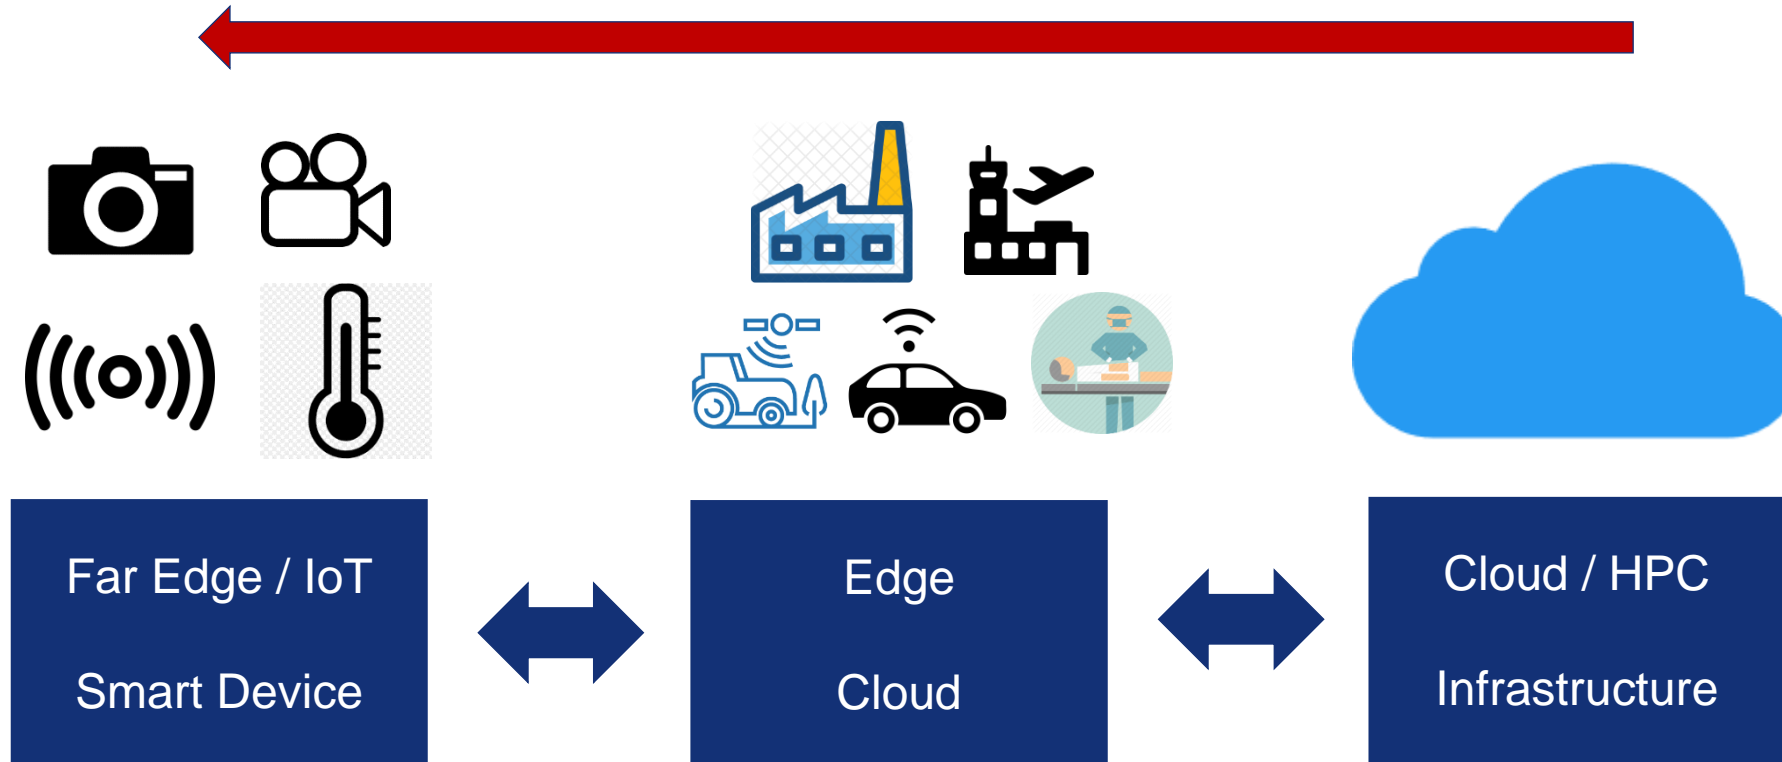 Far Edge / IoT
Smart Device
Edge
Cloud
Cloud / HPC
Infrastructure